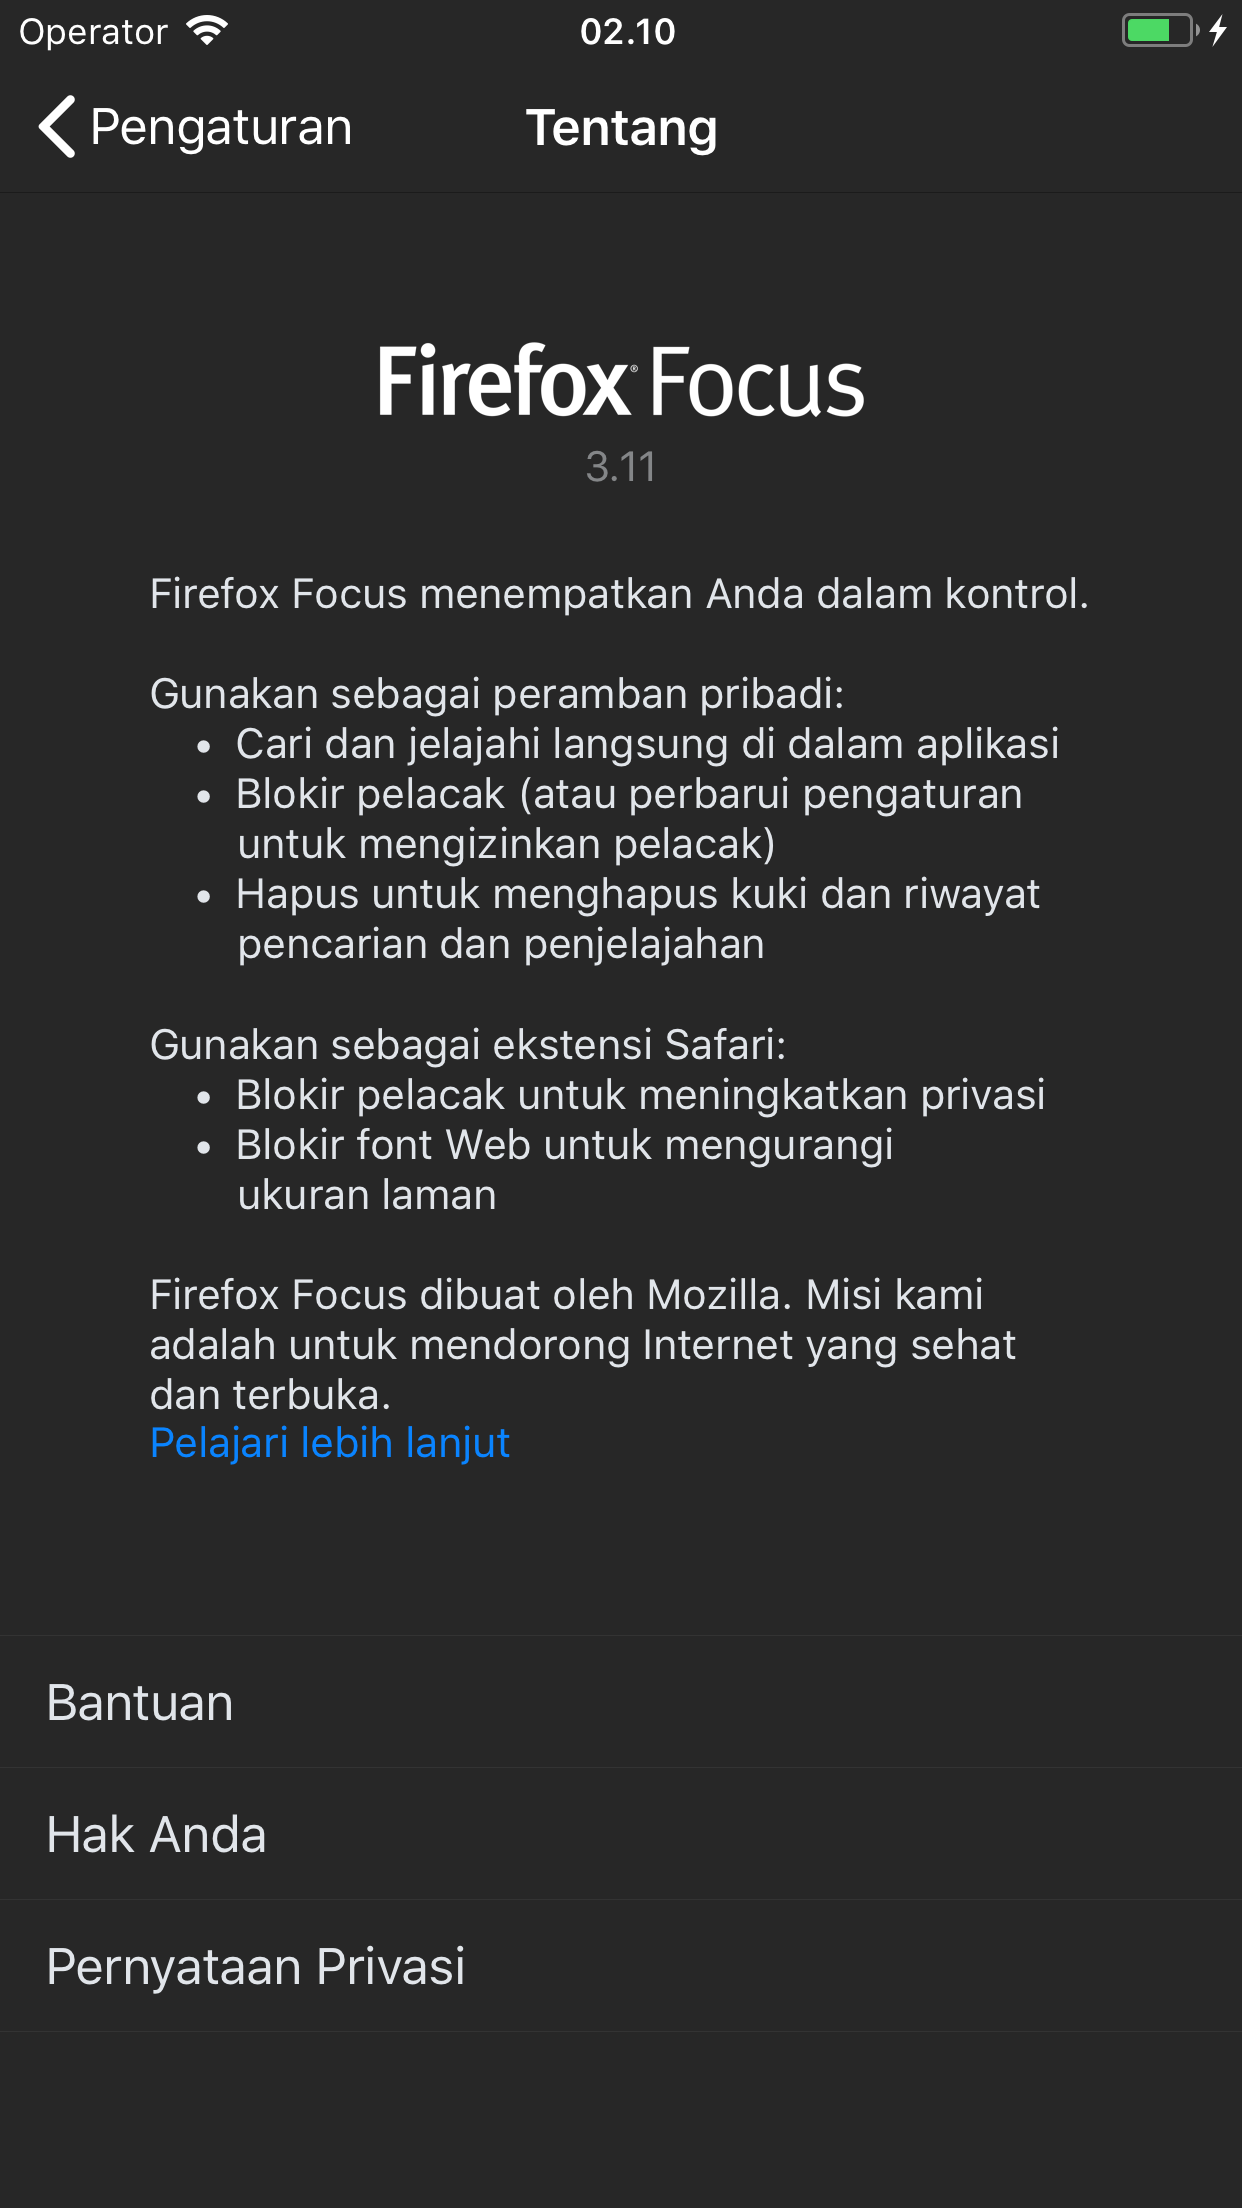 Operator
02.10
Pengaturan
Tentang
Firefox® Focus
3.11
Firefox Focus menempatkan Anda dalam kontrol.
Gunakan sebagai peramban pribadi:
• Cari dan jelajahi langsung di dalam aplikasi
• Blokir pelacak (atau perbarui pengaturan
untuk mengizinkan pelacak)
• Hapus untuk menghapus kuki dan riwayat
pencarian dan penjelajahan
Gunakan sebagai ekstensi Safari:
• Blokir pelacak untuk meningkatkan privasi
• Blokir font Web untuk mengurangi
ukuran laman
Firefox Focus dibuat oleh Mozilla. Misi kami
adalah untuk mendorong Internet yang sehat
dan terbuka.
Pelajari lebih lanjut
Bantuan
Hak Anda
Pernyataan Privasi